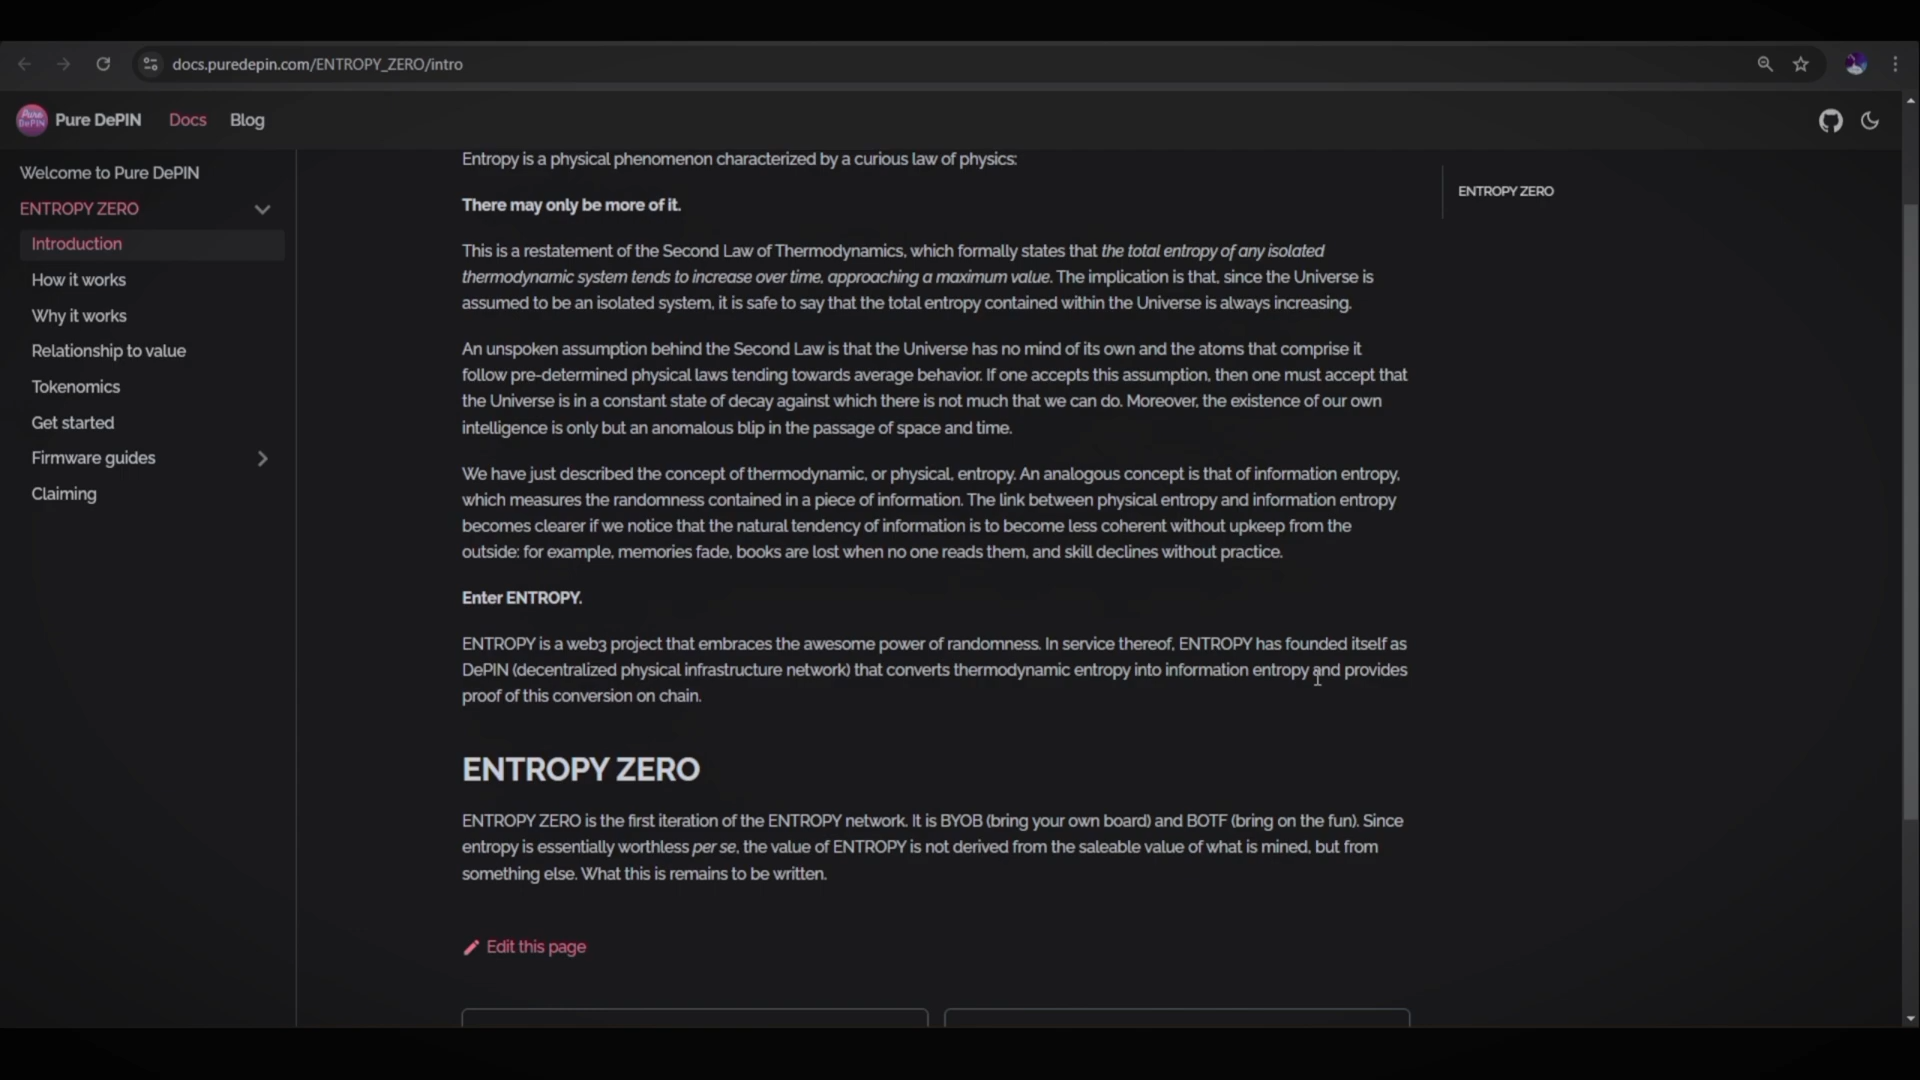 docs.puredepin.com/ENTROPY_ZERO/intro
Pure DePIN
Pure DePIN
Docs
Blog
Welcome to Pure DePIN
ENTROPY ZERO
Introduction
How it works
Why it works
Relationship to value
Tokenomics
Get started
Firmware guides
Claiming
Entropy is a physical phenomenon characterized by a curious law of physics:
There may only be more of it.
This is a restatement of the Second Law of Thermodynamics, which formally states that the total entropy of any isolated
thermodynamic system tends to increase over time, approaching a maximum value. The implication is that, since the Universe is
assumed to be an isolated system, it is safe to say that the total entropy contained within the Universe is always increasing.
An unspoken assumption behind the Second Law is that the Universe has no mind of its own and the atoms that comprise it
follow pre-determined physical laws tending towards average behavior. If one accepts this assumption, then one must accept that
the Universe is in a constant state of decay against which there is not much that we can do. Moreover, the existence of our own
intelligence is only but an anomalous blip in the passage of space and time.
We have just described the concept of thermodynamic, or physical, entropy. An analogous concept is that of information entropy,
which measures the randomness contained in a piece of information. The link between physical entropy and information entropy
becomes clearer if we notice that the natural tendency of information is to become less coherent without upkeep from the
outside: for example, memories fade, books are lost when no one reads them, and skill declines without practice.
Enter ENTROPY.
ENTROPY is a web3 project that embraces the awesome power of randomness. In service thereof, ENTROPY has founded itself as
DePIN (decentralized physical infrastructure network) that converts thermodynamic entropy into information entropy and provides
proof of this conversion on chain.
ENTROPY ZERO
ENTROPY ZERO is the first iteration of the ENTROPY network. It is BYOB (bring your own board) and BOTF (bring on the fun). Since
entropy is essentially worthless per se, the value of ENTROPY is not derived from the saleable value of what is mined, but from
something else. What this is remains to be written.
Edit this page
ENTROPY ZERO